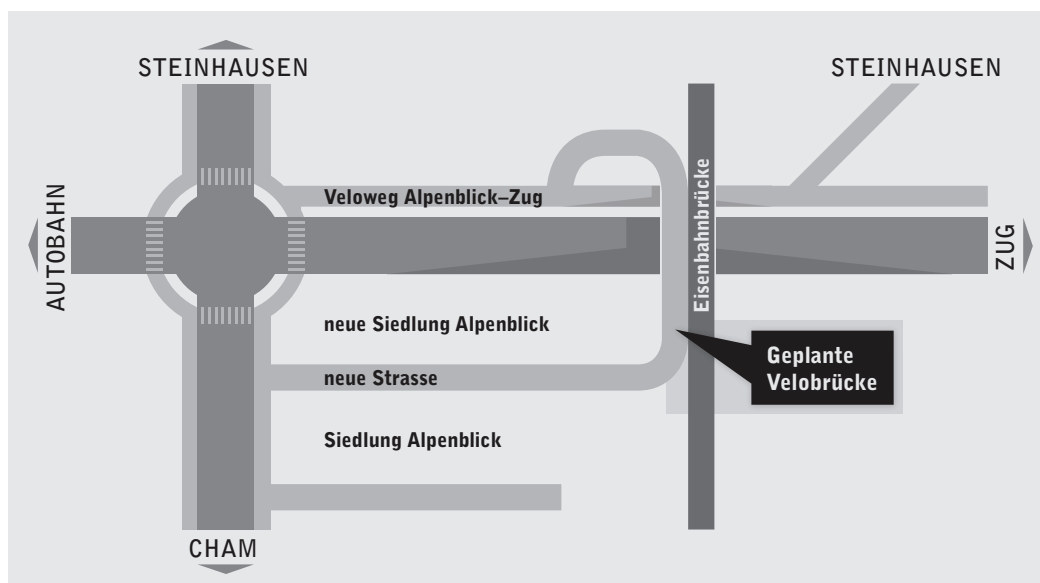 STEINHAUSEN
STEINHAUSEN
Veloweg Alpenblick–Zug
AUTOBAHN
Eisenbahnbrücke
ZUG
neue Siedlung Alpenblick
Geplante
Velobrücke
neue Strasse
Siedlung Alpenblick
CHAM